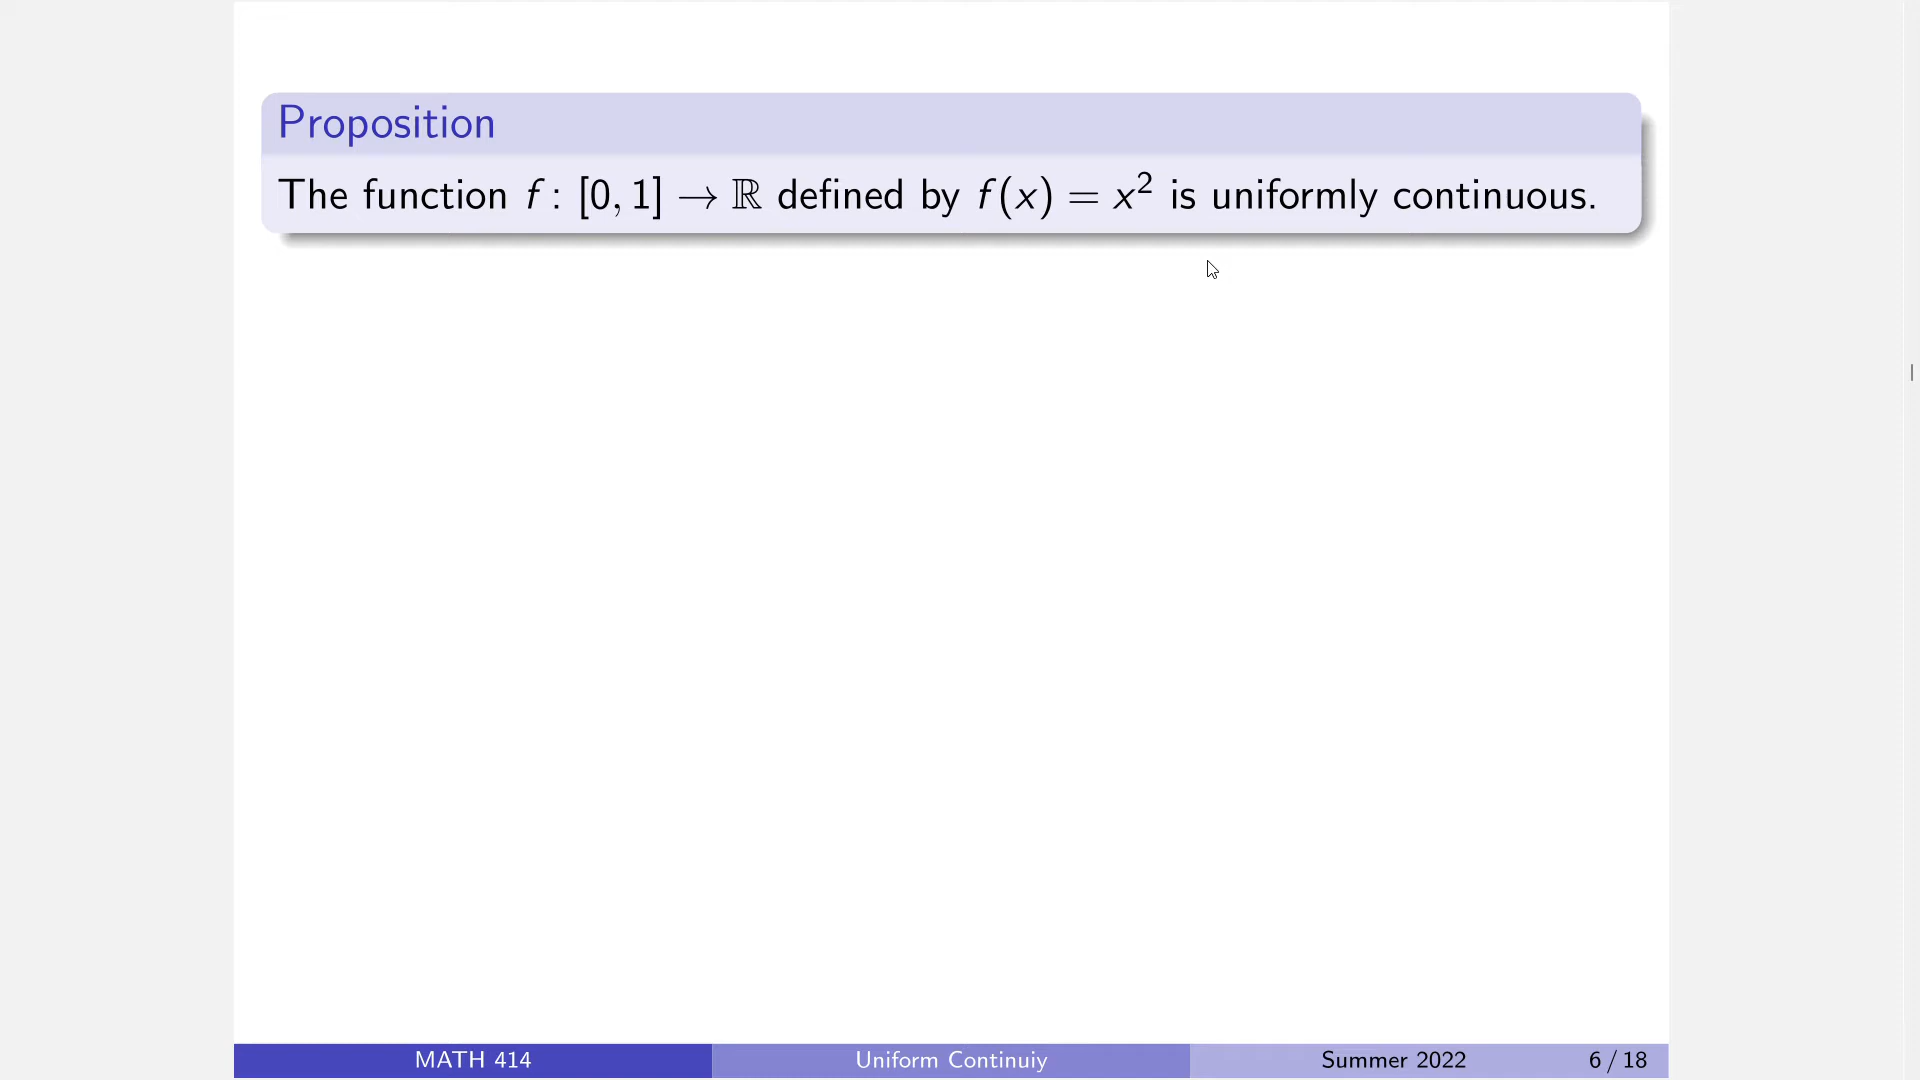 Proposition
The function f : [0, 1] → ℝ defined by f(x) = x² is uniformly continuous.
MATH 414 Uniform Continuiy Summer 2022 6 / 18